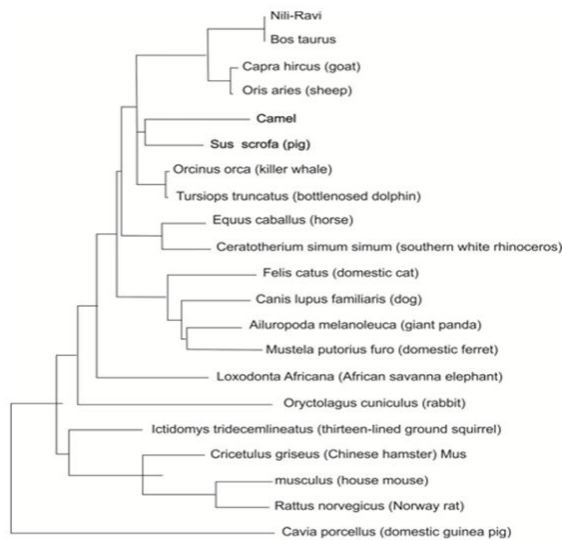 Nili-Ravi
Bos taurus
Capra hircus (goat)
Oris aries (sheep)
Camel
Sus scrofa (pig)
Orcinus orca (killer whale)
Tursiops truncatus (bottlenosed dolphin)
Equus caballus (horse)
Ceratotherium simum simum (southern white rhinoceros)
Felis catus (domestic cat)
Canis lupus familiaris (dog)
Ailuropoda melanoleuca (giant panda)
Mustela putorius furo (domestic ferret)
Loxodonta Africana (African savanna elephant)
Oryctolagus cuniculus (rabbit)
Ictidomys tridecemlineatus (thirteen-lined ground squirrel)
Cricetulus griseus (Chinese hamster) Mus
musculus (house mouse)
Rattus norvegicus (Norway rat)
Cavia porcellus (domestic guinea pig)